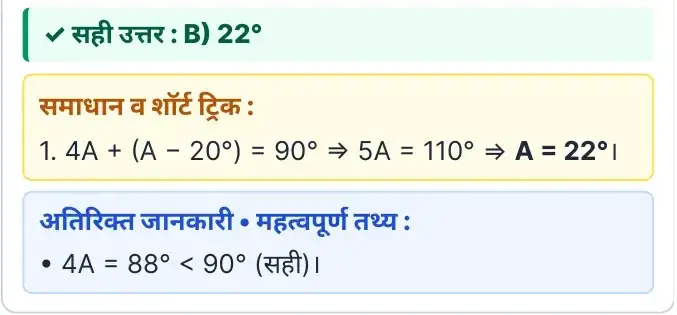 ✓ सही उत्तर : B) 22°
समाधान व शॉर्ट ट्रिक :
1. 4A + (A − 20°) = 90° ⇒ 5A = 110° ⇒ A = 22°।
अतिरिक्त जानकारी • महत्वपूर्ण तथ्य :
• 4A = 88° < 90° (सही)।